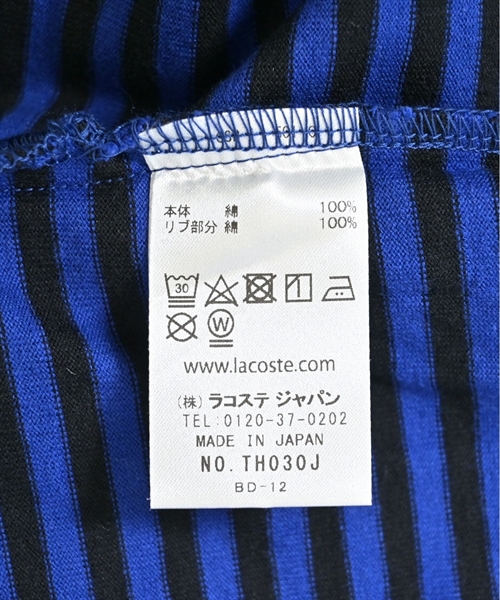 本体 綿 100%
リブ部分 綿 100%
30
W
www.lacoste.com
(株) ラコステ ジャパン
TEL:0120-37-0202
MADE IN JAPAN
NO. TH030J
BD-12